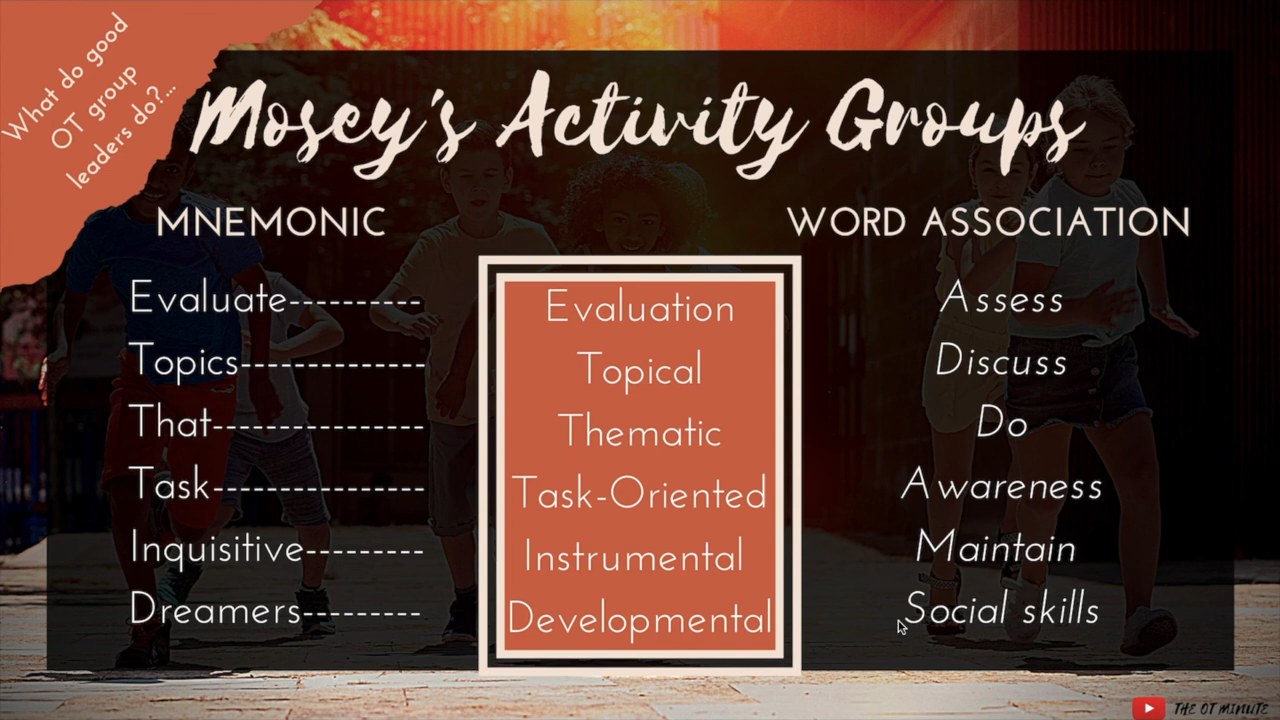 What do good
OT group
leaders do?...
Mosey's Activity Groups
MNEMONIC
WORD ASSOCIATION
Evaluate---------- Evaluation Assess
Topics-------------- Topical Discuss
That---------------- Thematic Do
Task---------------- Task-Oriented Awareness
Inquisitive--------- Instrumental Maintain
Dreamers--------- Developmental Social skills
THE OT MINUTE